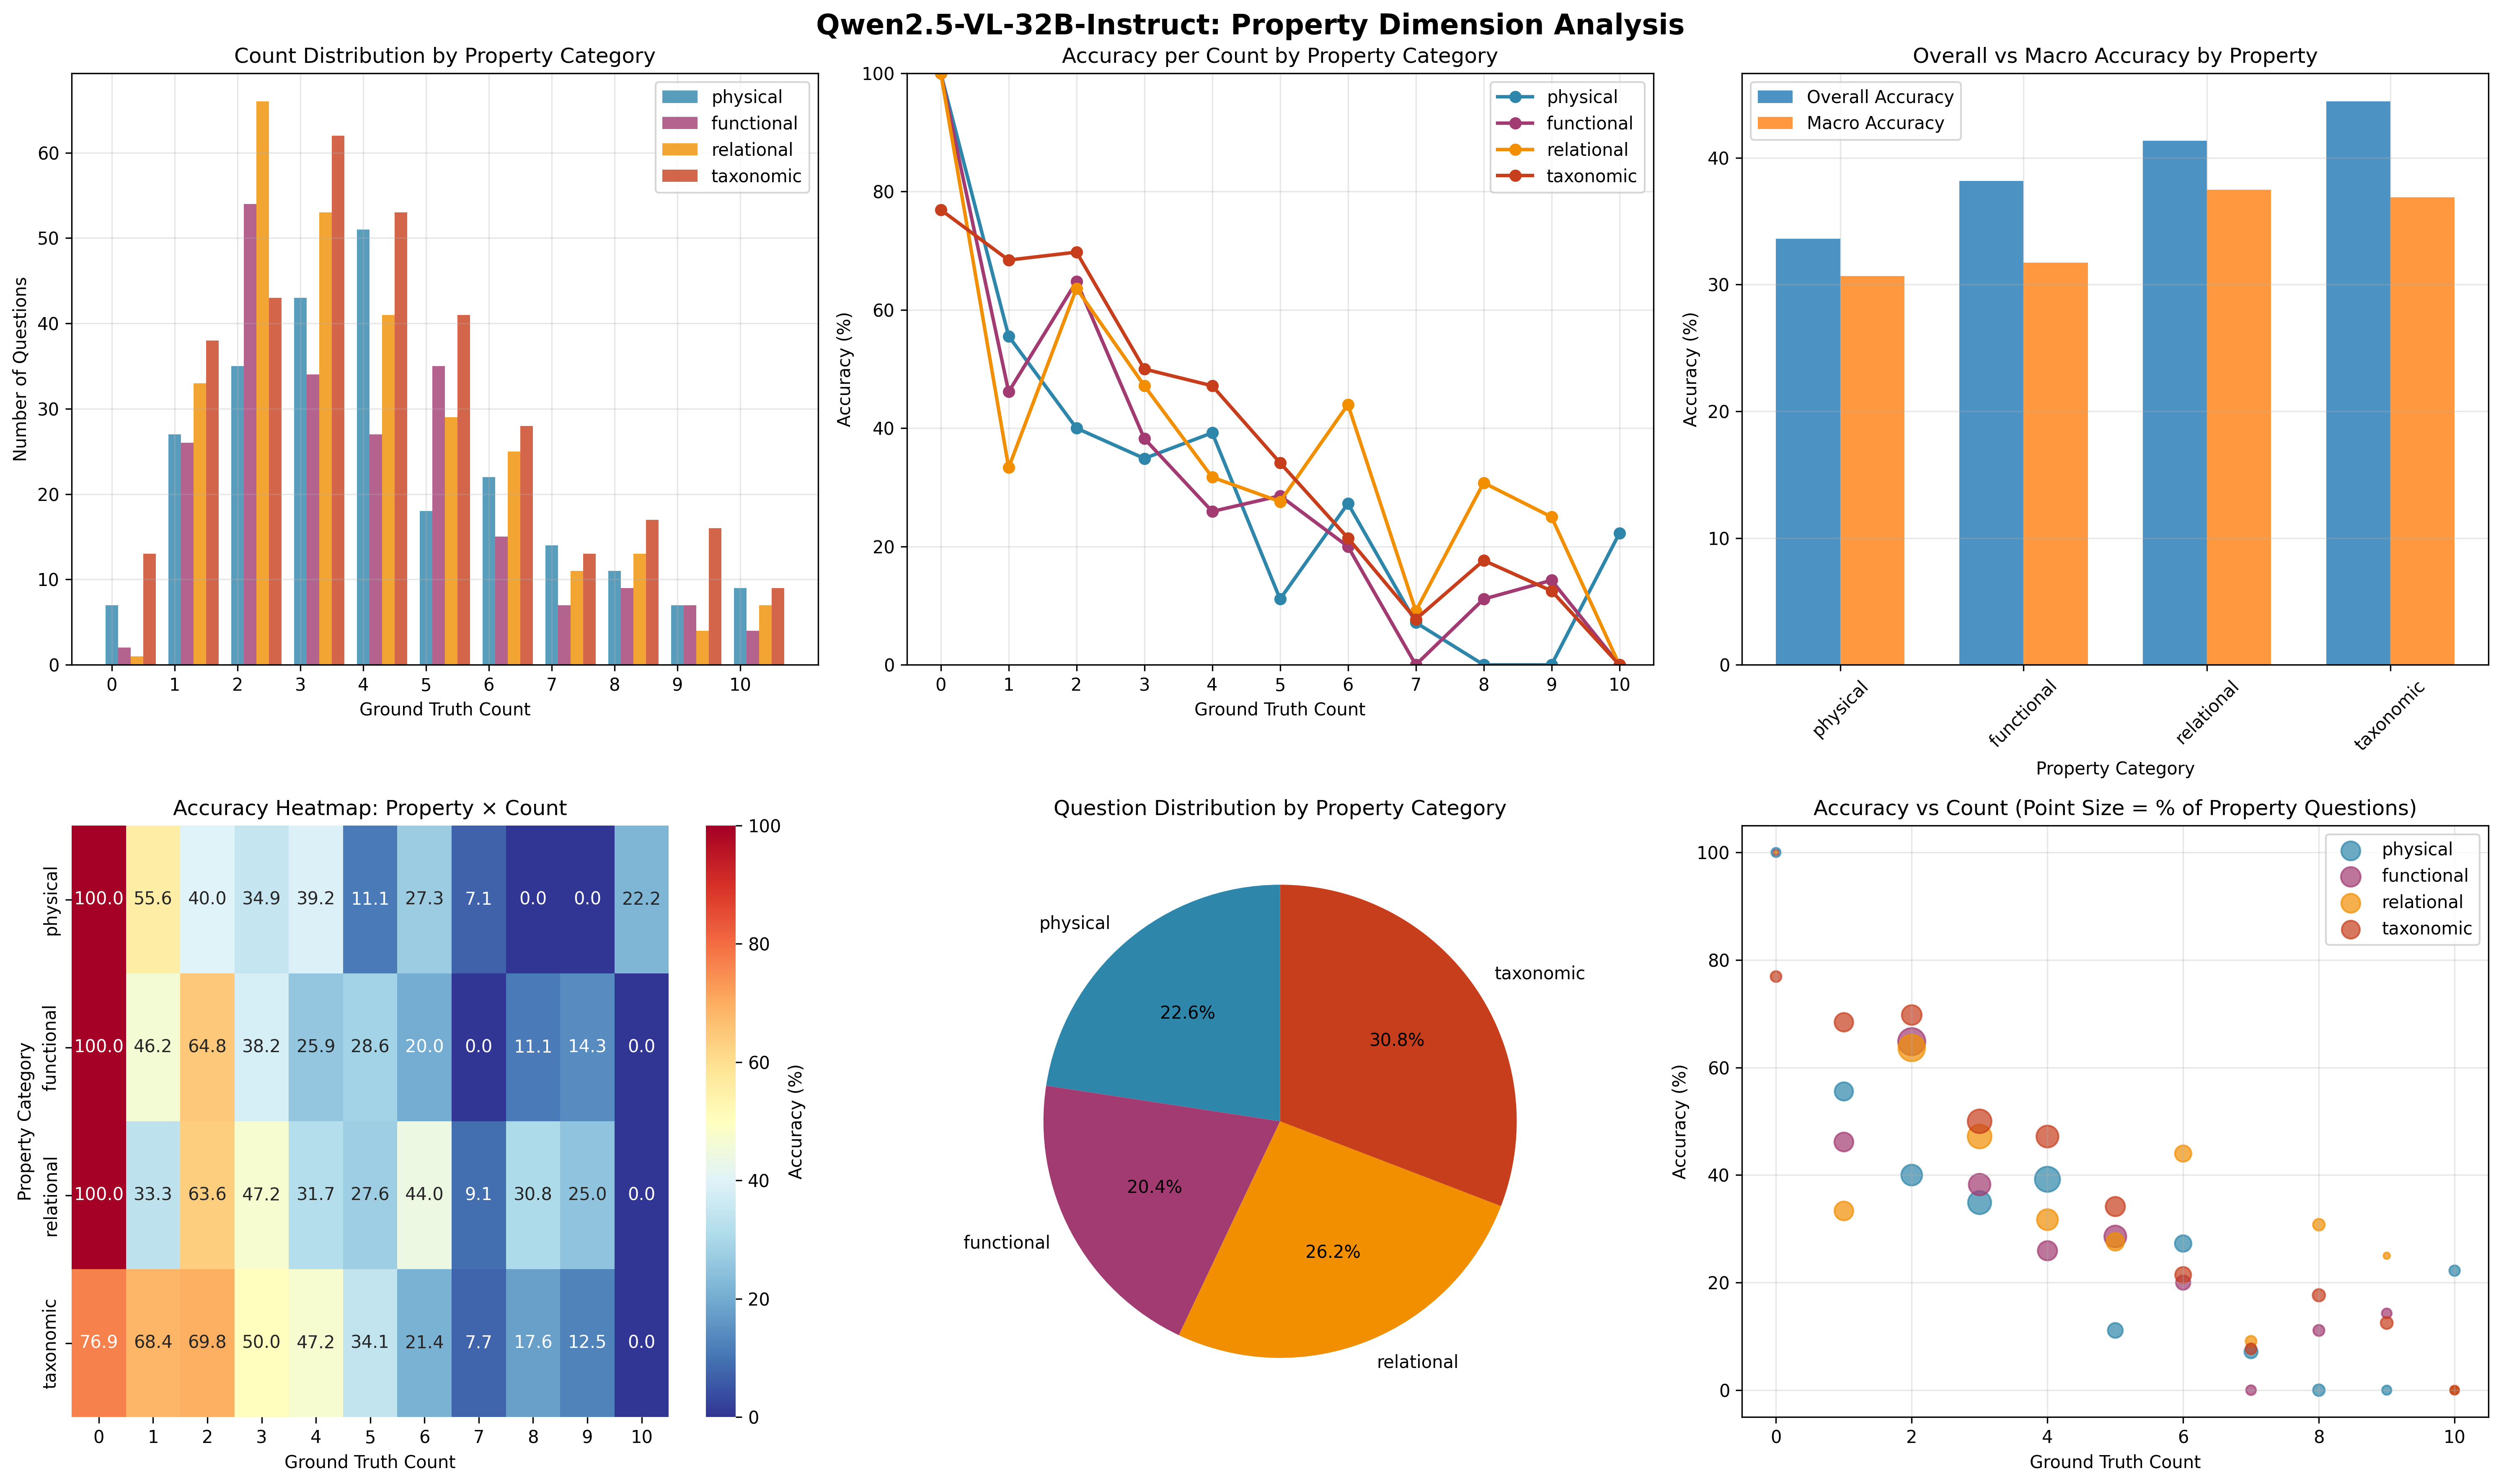 Qwen2.5-VL-32B-Instruct: Property Dimension Analysis
Count Distribution by Property Category
physical
functional
relational
taxonomic
Number of Questions
0
10
20
30
40
50
60
0 1 2 3 4 5 6 7 8 9 10
Ground Truth Count
Accuracy per Count by Property Category
physical
functional
relational
taxonomic
Accuracy (%)
0
20
40
60
80
100
0 1 2 3 4 5 6 7 8 9 10
Ground Truth Count
Overall vs Macro Accuracy by Property
Overall Accuracy
Macro Accuracy
Accuracy (%)
0
10
20
30
40
physical
functional
relational
taxonomic
Property Category
Accuracy Heatmap: Property × Count
Property Category
physical
100.0 55.6 40.0 34.9 39.2 11.1 27.3 7.1 0.0 0.0 22.2
functional
100.0 46.2 64.8 38.2 25.9 28.6 20.0 0.0 11.1 14.3 0.0
relational
100.0 33.3 63.6 47.2 31.7 27.6 44.0 9.1 30.8 25.0 0.0
taxonomic
76.9 68.4 69.8 50.0 47.2 34.1 21.4 7.7 17.6 12.5 0.0
0 1 2 3 4 5 6 7 8 9 10
Ground Truth Count
100
80
60
40
20
0
Accuracy (%)
Question Distribution by Property Category
physical
22.6%
functional
20.4%
relational
26.2%
taxonomic
30.8%
Accuracy vs Count (Point Size = % of Property Questions)
physical
functional
relational
taxonomic
Accuracy (%)
0
20
40
60
80
100
0 2 4 6 8 10
Ground Truth Count